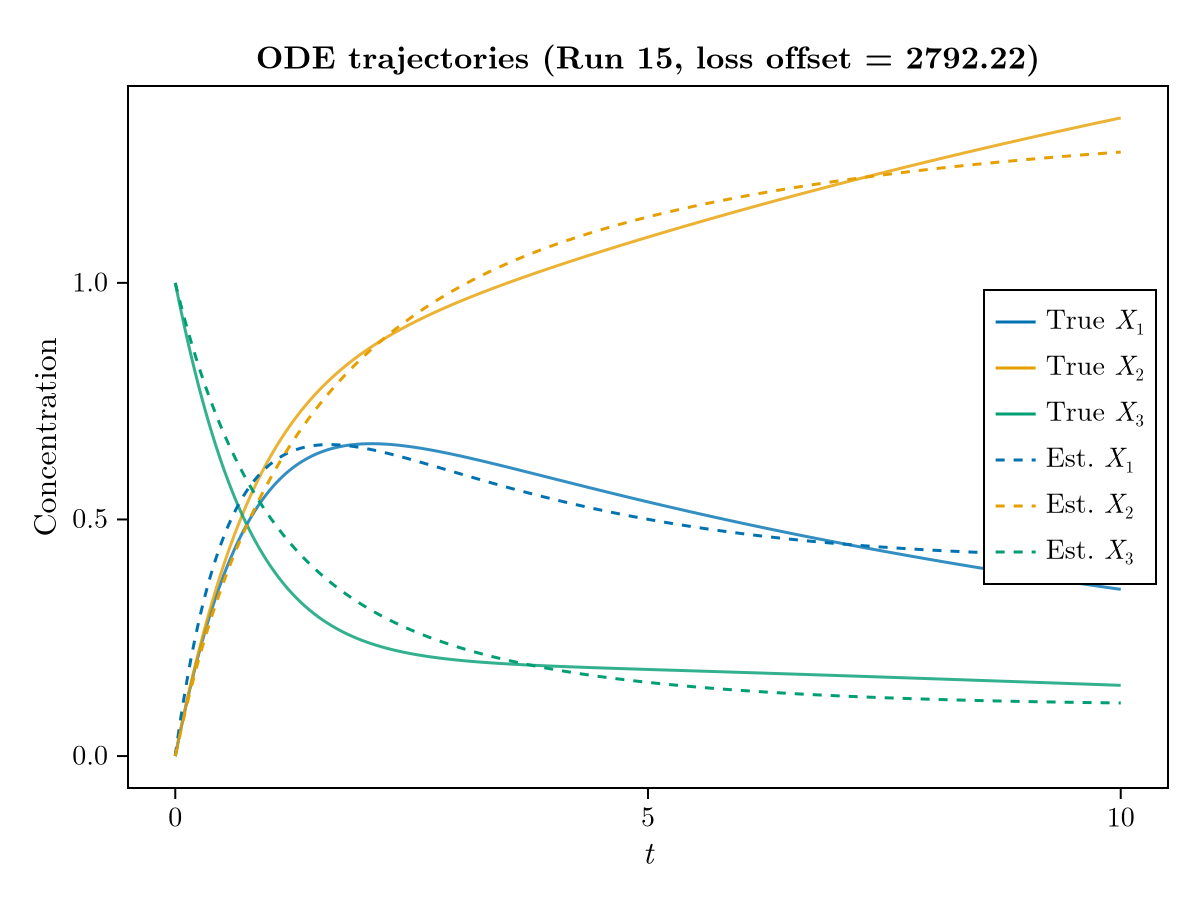 ODE trajectories (Run 15, loss offset = 2792.22)
Concentration
1.0
0.5
0.0
0
5
10
t
True X₁
True X₂
True X₃
Est. X₁
Est. X₂
Est. X₃